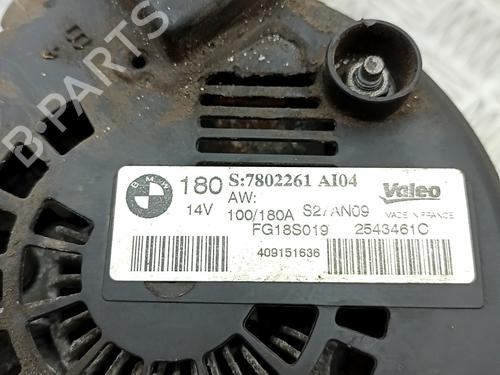 B-PARTS
BMW
180 S:7802261 AI04 Valeo
AW:
14V 100/180A S27AN09 MADE IN FRANCE
FG18S019 2543461C
409151636